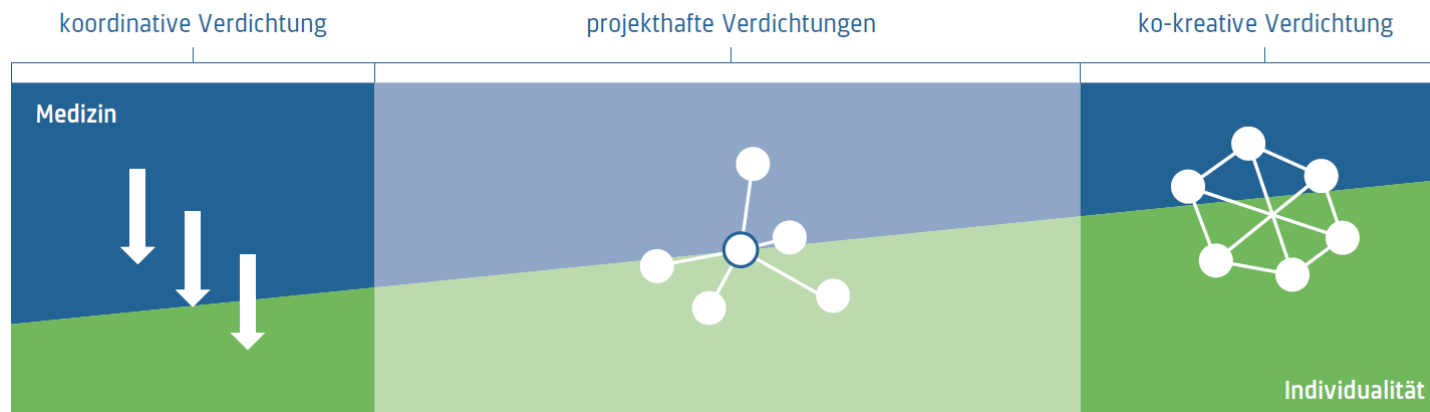 koordinative Verdichtung
projekthafte Verdichtungen
ko-kreative Verdichtung
Medizin
Individualität